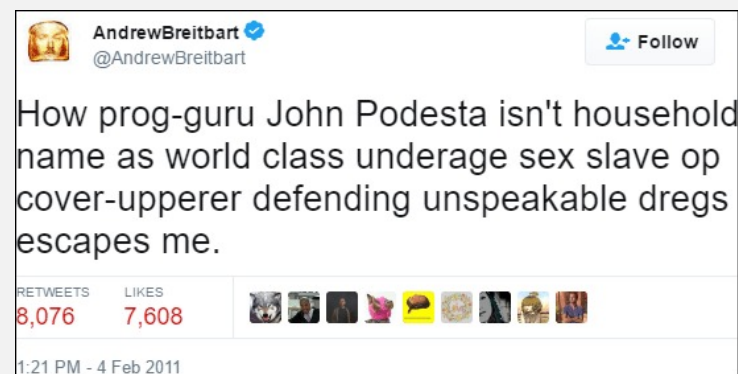 AndrewBreitbart
@AndrewBreitbart
Follow
How prog-guru John Podesta isn't household
name as world class underage sex slave op
cover-upperer defending unspeakable dregs
escapes me.
RETWEETS LIKES
8,076 7,608
1:21 PM - 4 Feb 2011